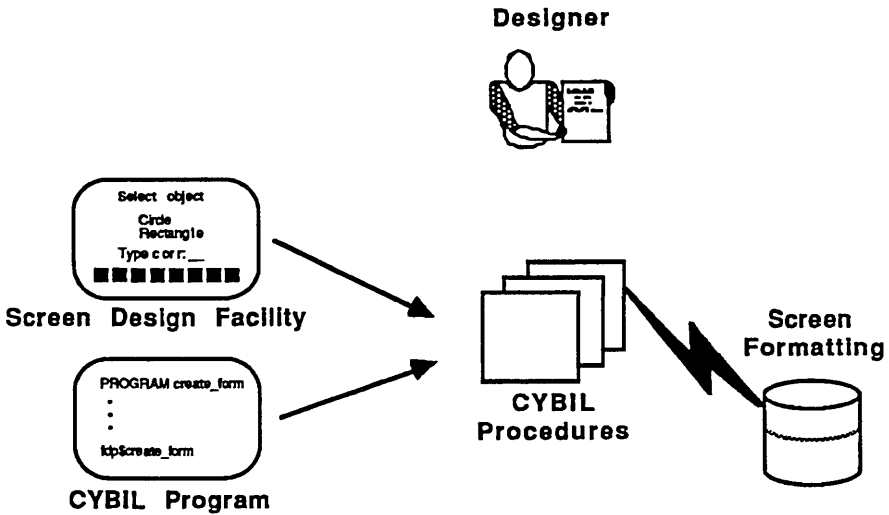 Designer
Select object
Circle
Rectangle
Type corr:__
Screen Design Facility
PROGRAM create_form
.
.
.
fdp$create_form
CYBIL Program
CYBIL
Procedures
Screen
Formatting